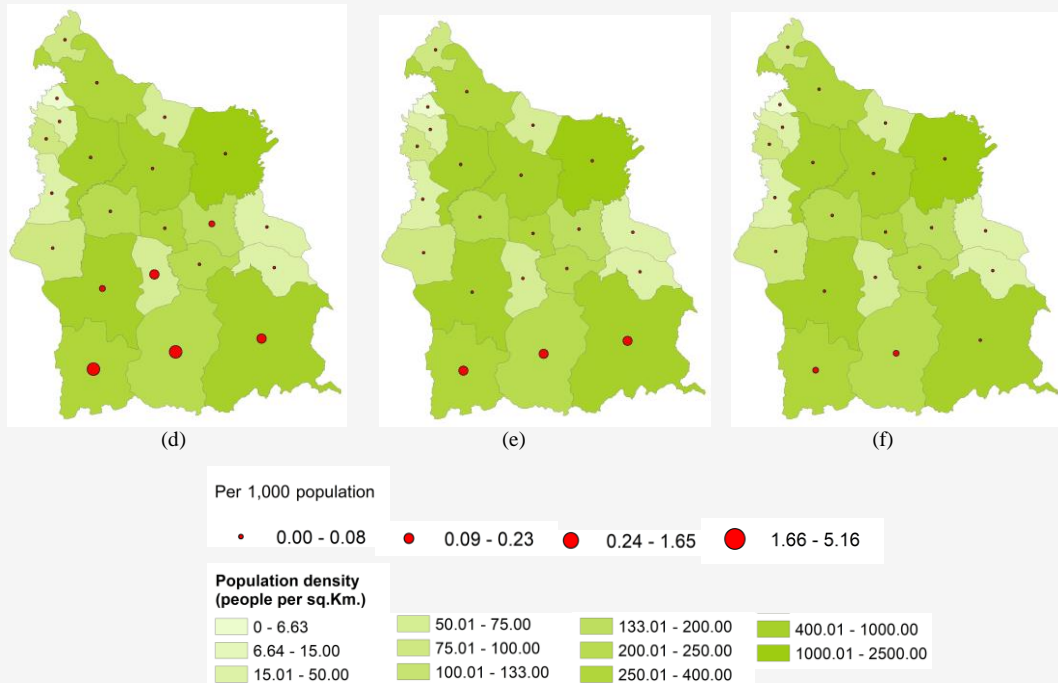 (d) (e) (f)
Per 1,000 population
0.00 - 0.08 0.09 - 0.23 0.24 - 1.65 1.66 - 5.16
Population density
(people per sq.Km.)
0 - 6.63 50.01 - 75.00 133.01 - 200.00 400.01 - 1000.00
6.64 - 15.00 75.01 - 100.00 200.01 - 250.00 1000.01 - 2500.00
15.01 - 50.00 100.01 - 133.00 250.01 - 400.00